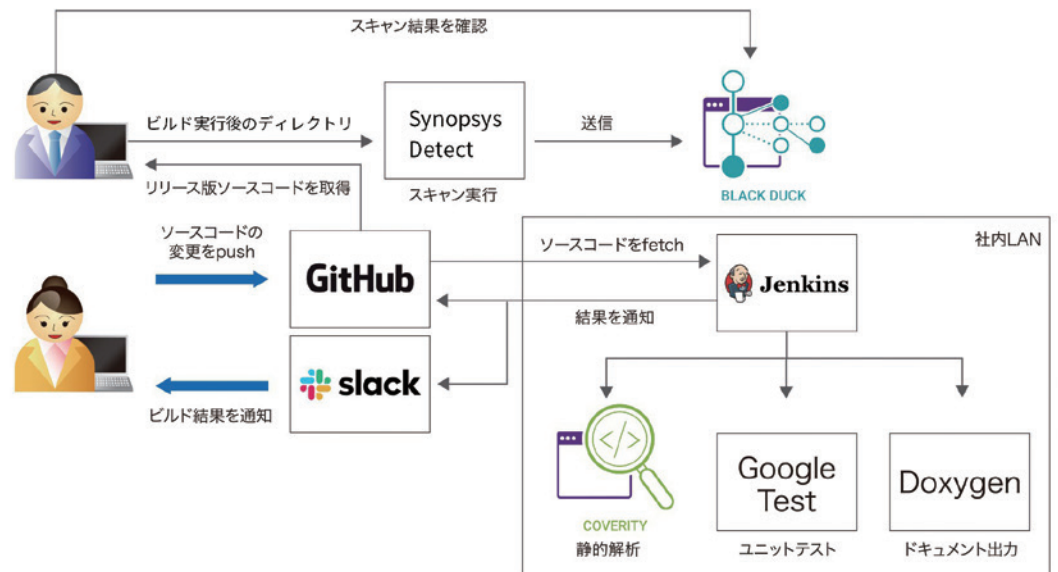 スキャン結果を確認
ビルド実行後のディレクトリ
Synopsys
Detect
送信
スキャン実行
BLACK DUCK
リリース版ソースコードを取得
ソースコードの
変更をpush
GitHub
ソースコードをfetch
社内LAN
Jenkins
結果を通知
slack
ビルド結果を通知
</>
COVERITY
静的解析
Google
Test
ユニットテスト
Doxygen
ドキュメント出力